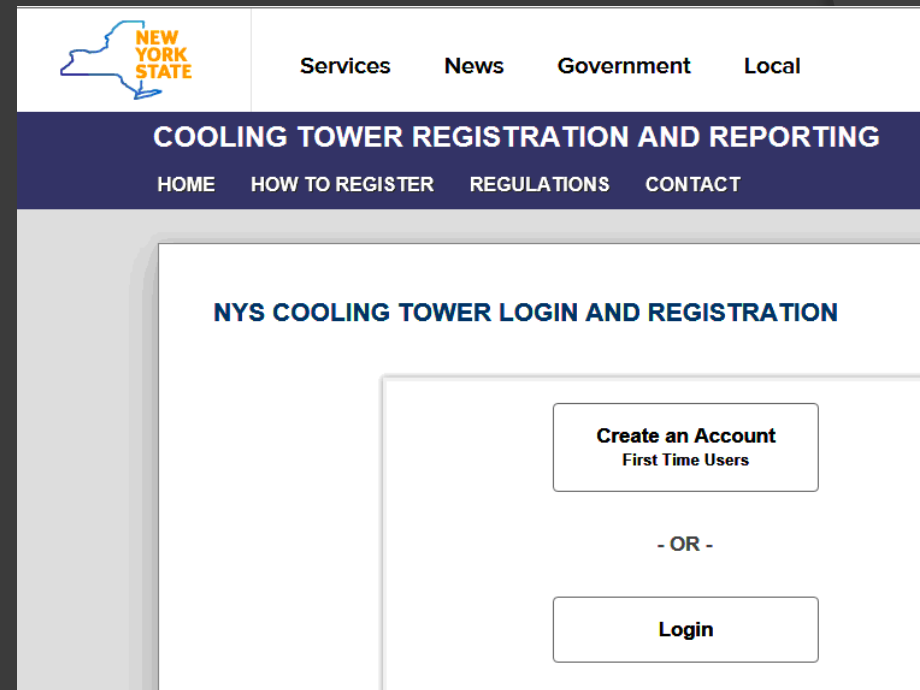 NEW
YORK
STATE
Services News Government Local
COOLING TOWER REGISTRATION AND REPORTING
HOME HOW TO REGISTER REGULATIONS CONTACT
NYS COOLING TOWER LOGIN AND REGISTRATION
Create an Account
First Time Users
- OR -
Login